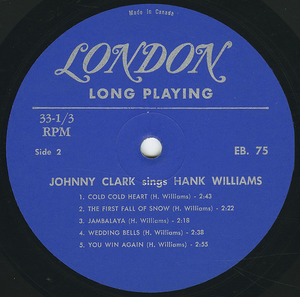 Made in Canada
LONDON
LONG PLAYING
33-1/3
RPM
Side 2
EB. 75
JOHNNY CLARK sings HANK WILLIAMS
1. COLD COLD HEART (H. Williams) - 2:43
2. THE FIRST FALL OF SNOW (H. Williams) - 2:22
3. JAMBALAYA (H. Williams) - 2:18
4. WEDDING BELLS (H. Williams) - 2:38
5. YOU WIN AGAIN (H. Williams) - 2:55